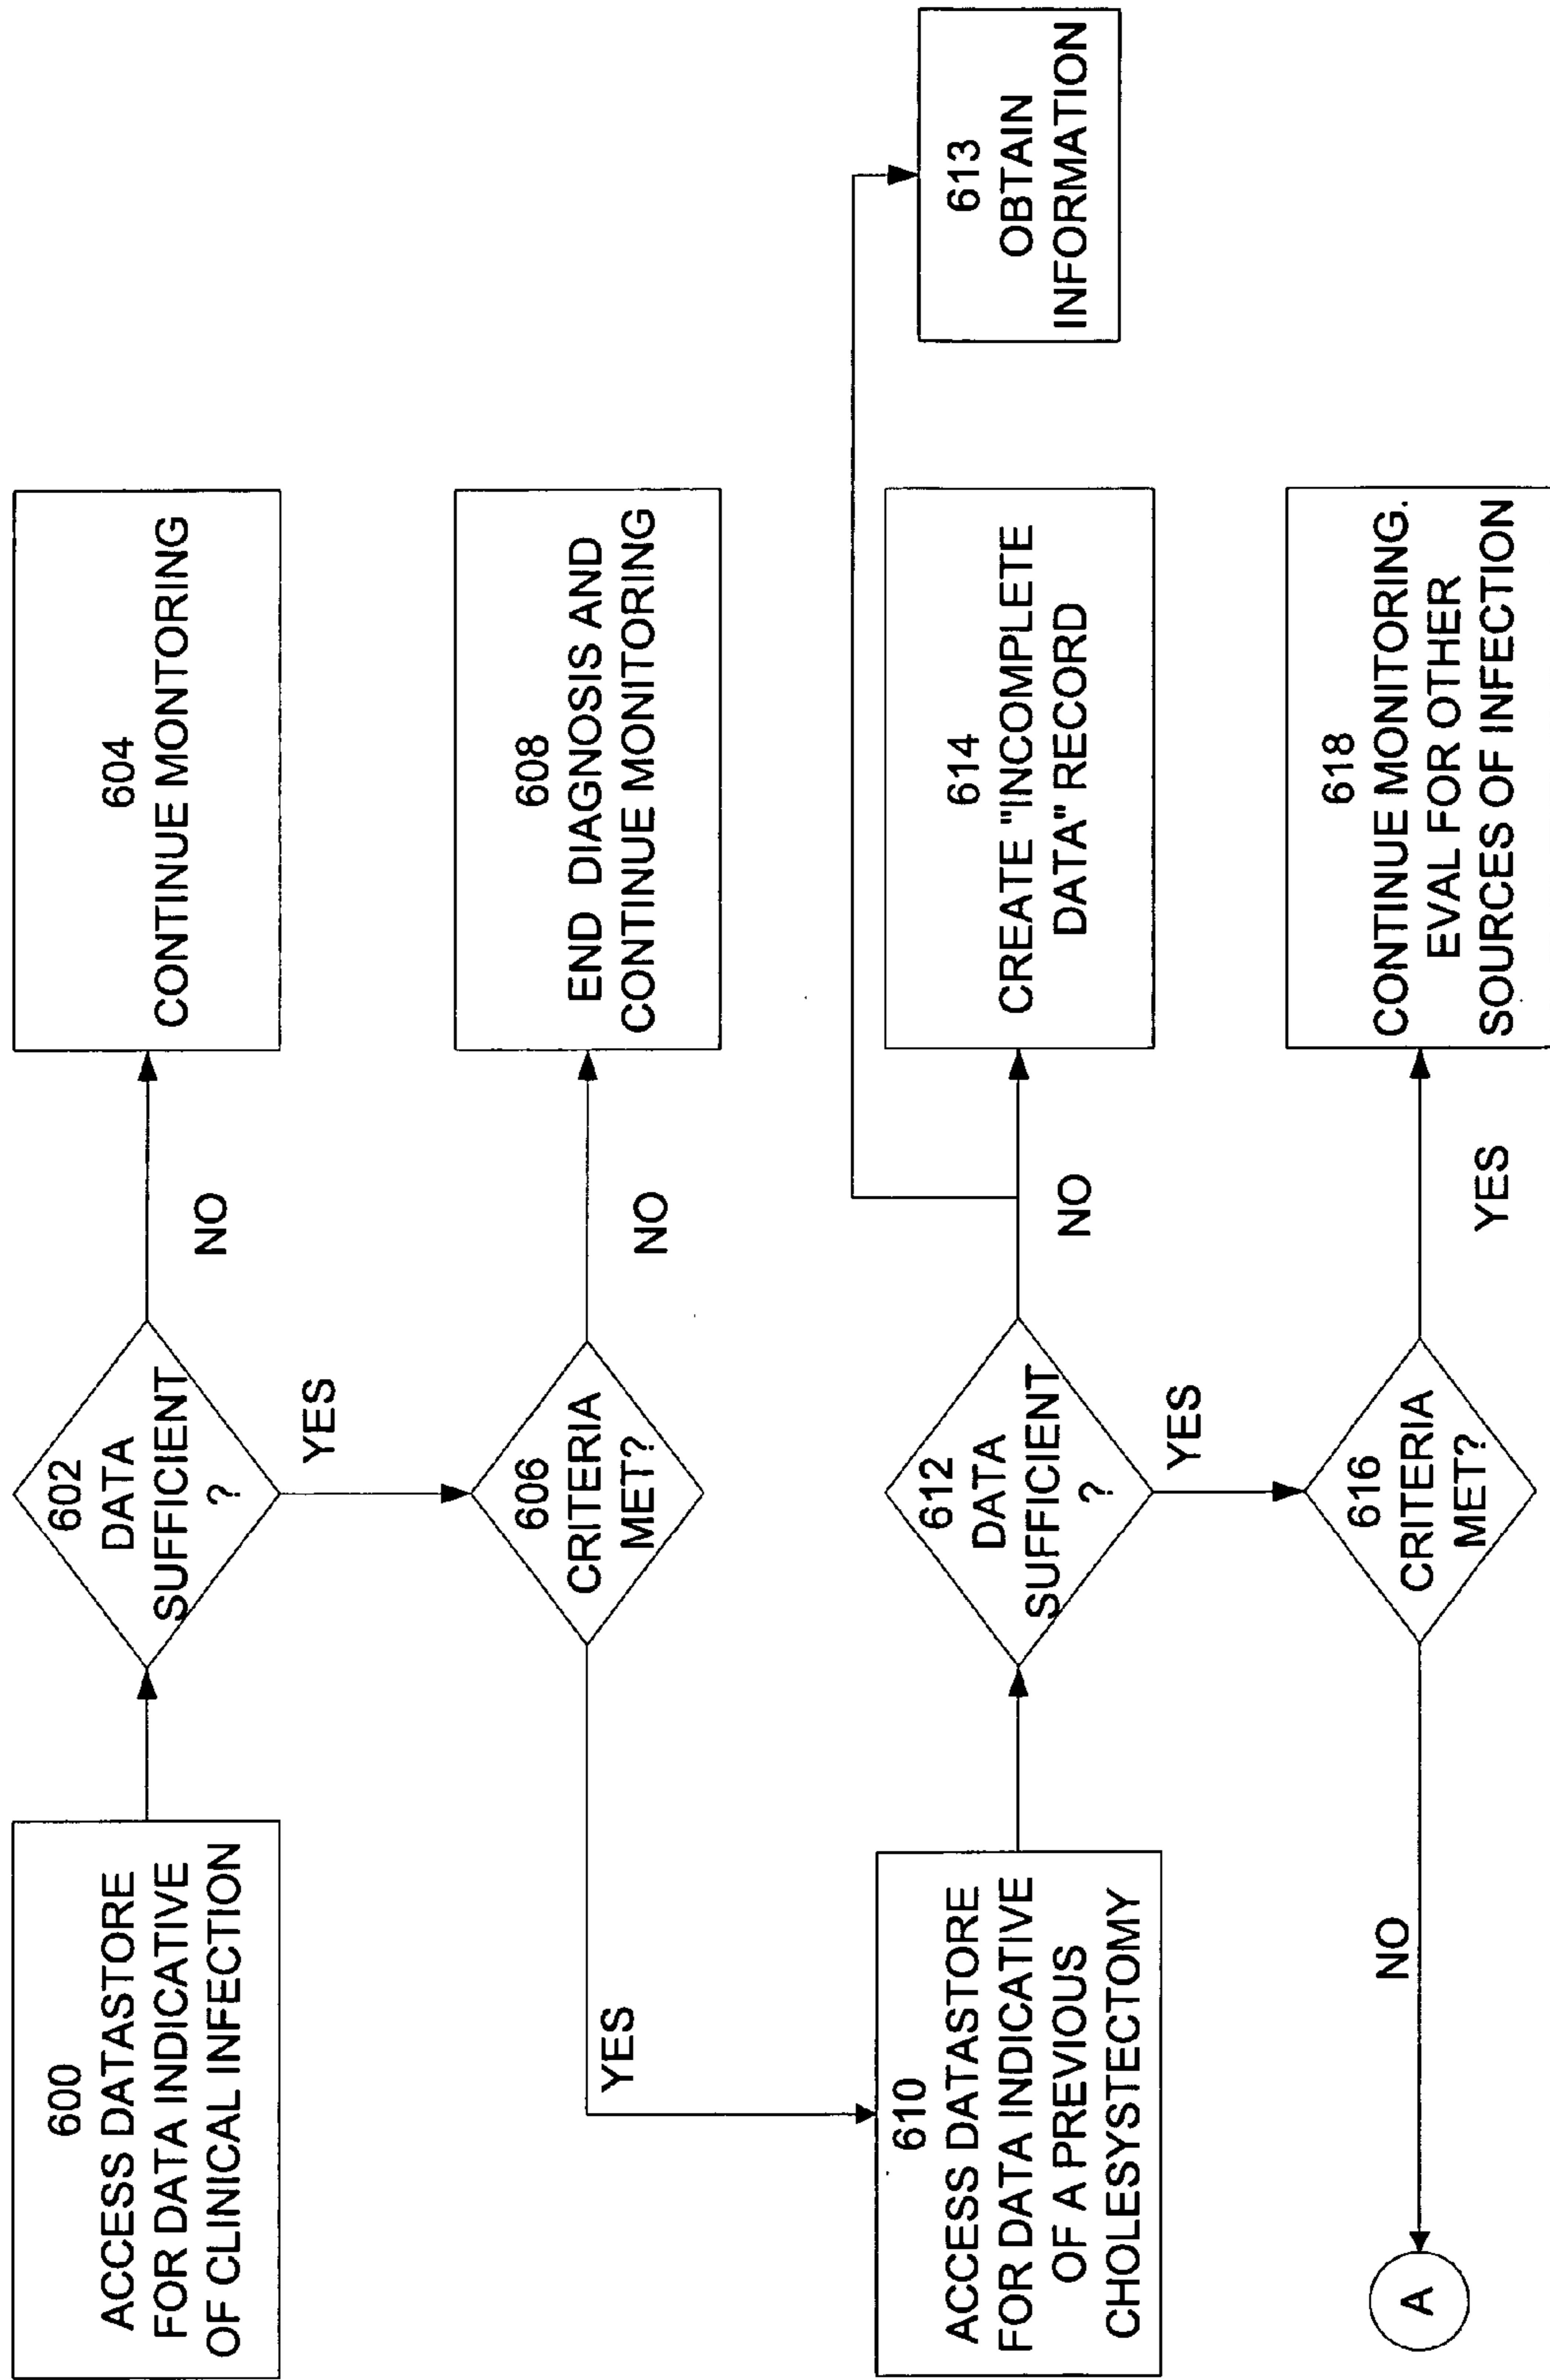 600
ACCESS DATASTORE
FOR DATA INDICATIVE
OF CLINICAL INFECTION
602
DATA
SUFFICIENT
?
NO
604
CONTINUE MONTORING
YES
606
CRITERIA
MET?
NO
608
END DIAGNOSIS AND
CONTINUE MONITORING
YES
610
ACCESS DATASTORE
FOR DATA INDICATIVE
OF A PREVIOUS
CHOLESYSTECTOMY
612
DATA
SUFFICIENT
?
NO
614
CREATE "INCOMPLETE
DATA" RECORD
613
OBTAIN
INFORMATION
YES
616
CRITERIA
MET?
YES
618
CONTINUE MONITORING.
EVAL FOR OTHER
SOURCES OF INFECTION
NO
A